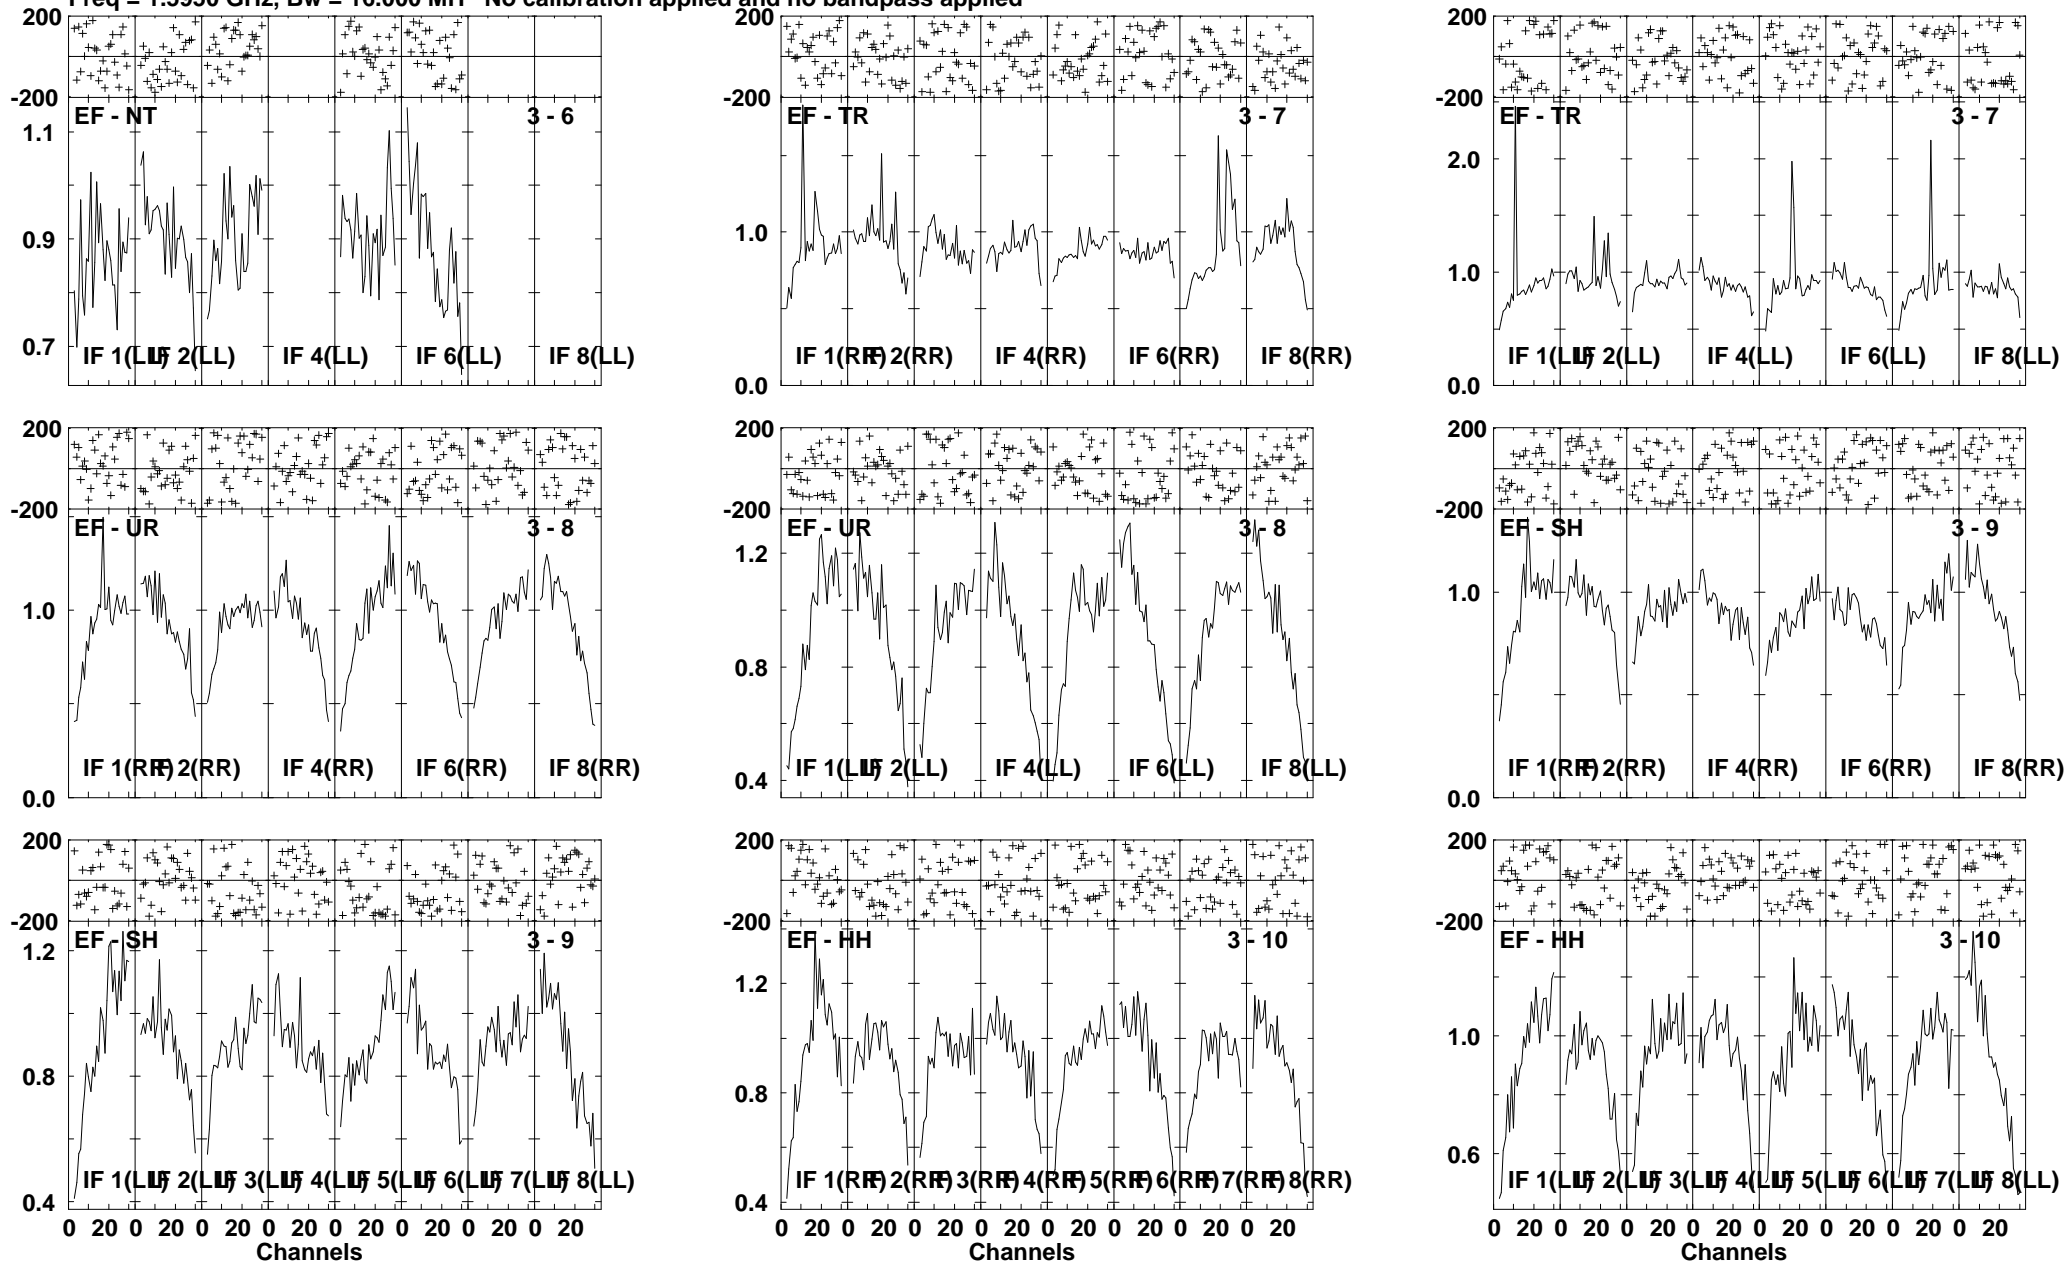 No calibration applied and no bandpass applied
200
-200
EF - NT 3 - 6
1.1
0.9
0.7
IF 1(LL) IF 2(LL) IF 4(LL) IF 6(LL) IF 8(LL)
200
-200
EF - TR 3 - 7
1.0
0.0
IF 1(RR) IF 2(RR) IF 4(RR) IF 6(RR) IF 8(RR)
200
-200
EF - TR 3 - 7
2.0
1.0
0.0
IF 1(LL) IF 2(LL) IF 4(LL) IF 6(LL) IF 8(LL)
200
-200
EF - UR 3 - 8
1.0
0.0
IF 1(RR) IF 2(RR) IF 4(RR) IF 6(RR) IF 8(RR)
200
-200
EF - UR 3 - 8
1.2
0.8
0.4
IF 1(LL) IF 2(LL) IF 4(LL) IF 6(LL) IF 8(LL)
200
-200
EF - SH 3 - 9
1.0
0.0
IF 1(RR) IF 2(RR) IF 4(RR) IF 6(RR) IF 8(RR)
200
-200
EF - SH 3 - 9
1.2
0.8
0.4
IF 1(LL) IF 2(LL) IF 3(LL) IF 4(LL) IF 5(LL) IF 6(LL) IF 7(LL) IF 8(LL)
0 20 0 20 0 20 0 20 0 20 0 20 0 20 0 20
Channels
200
-200
EF - HH 3 - 10
1.2
0.8
0.4
IF 1(RR) IF 2(RR) IF 3(RR) IF 4(RR) IF 5(RR) IF 6(RR) IF 7(RR) IF 8(RR)
0 20 0 20 0 20 0 20 0 20 0 20 0 20 0 20
Channels
200
-200
EF - HH 3 - 10
1.0
0.6
IF 1(LL) IF 2(LL) IF 3(LL) IF 4(LL) IF 5(LL) IF 6(LL) IF 7(LL) IF 8(LL)
0 20 0 20 0 20 0 20 0 20 0 20 0 20 0 20
Channels